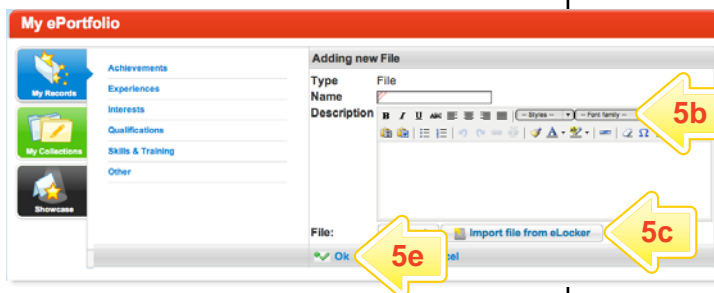 My ePortfolio
My Records
My Collections
Showcase
Achievements
Experiences
Interests
Qualifications
Skills & Training
Other
Adding new File
Type File
Name
Description
B I U ABC -- Styles -- -- Font family --
5b
File: Import file from eLocker
5c
Ok
5e